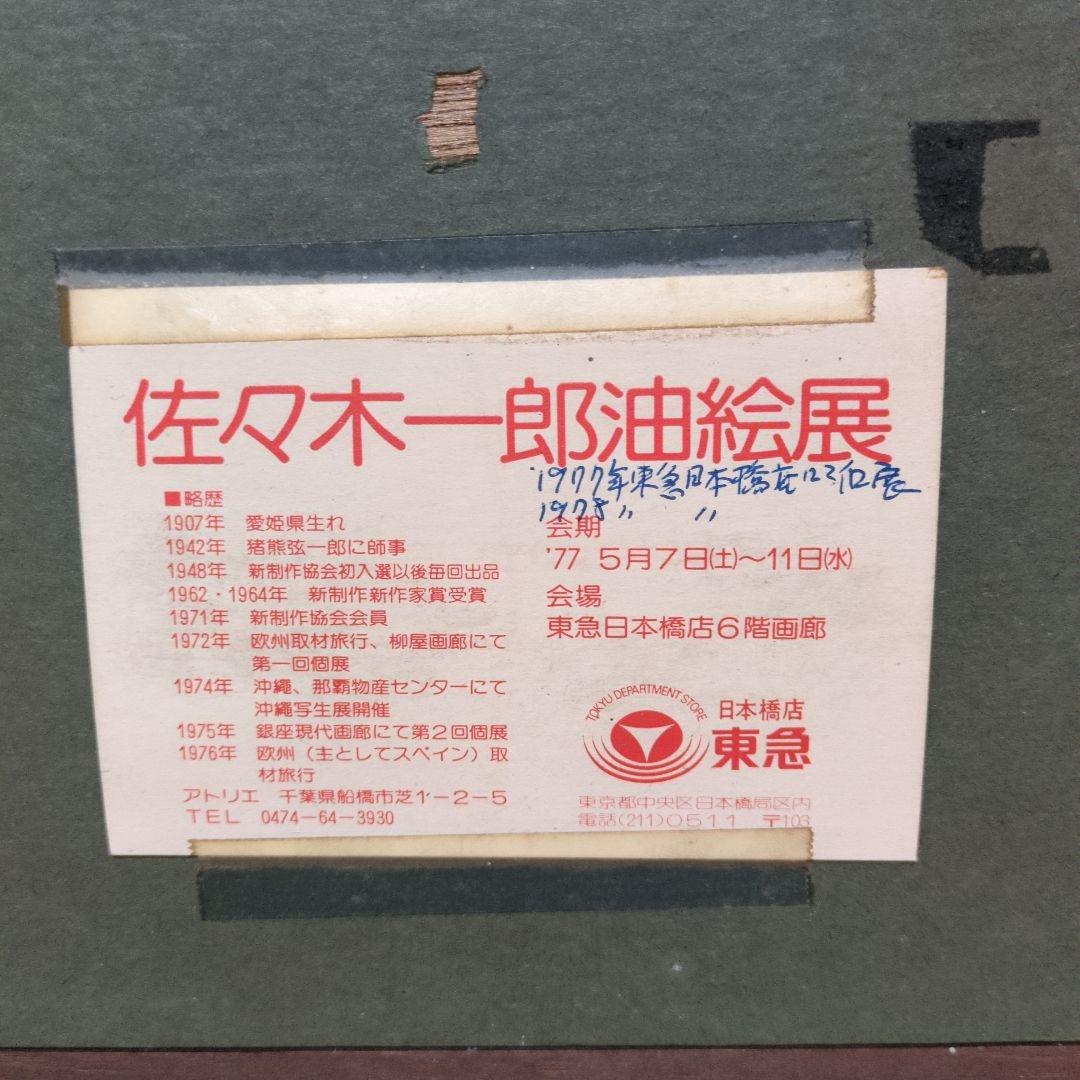 佐々木一郎油絵展
■略歴
1907年 愛姫県生れ
1942年 猪熊弦一郎に師事
1948年 新制作協会初入選以後毎回出品
1962・1964年 新制作新作家賞受賞
1971年 新制作協会会員
1972年 欧州取材旅行、柳屋画廊にて
第一回個展
1974年 沖縄、那覇物産センターにて
沖縄写生展開催
1975年 銀座現代画廊にて第2回個展
1976年 欧州（主としてスペイン）取
材旅行
アトリエ 千葉県船橋市芝1-2-5
TEL 0474-64-3930
1977年東急日本橋店 展
1978〃 〃
会期
'77 5月7日(土)〜11日(水)
会場
東急日本橋店6階画廊
TOKYU DEPARTMENT STORE
日本橋店
東急
東京都中央区日本橋局区内
電話(211)0511 〒103